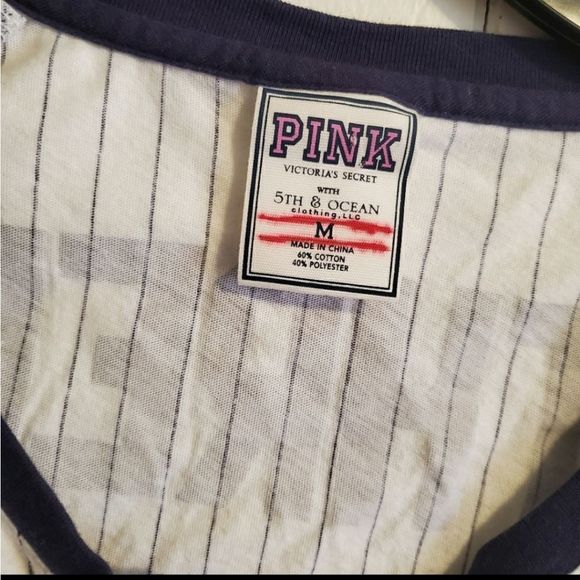 PINK
VICTORIA'S SECRET
WITH
5TH & OCEAN
clothing, LLC
M
MADE IN CHINA
60% COTTON
40% POLYESTER